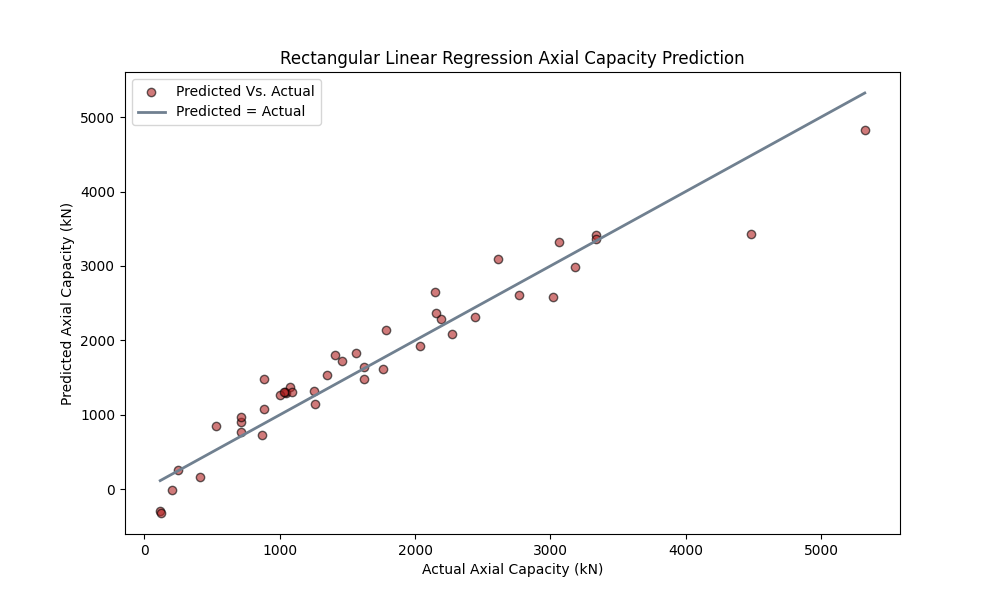 Rectangular Linear Regression Axial Capacity Prediction
Predicted Vs. Actual
Predicted = Actual
5000
4000
3000
2000
1000
0
Predicted Axial Capacity (kN)
0 1000 2000 3000 4000 5000
Actual Axial Capacity (kN)